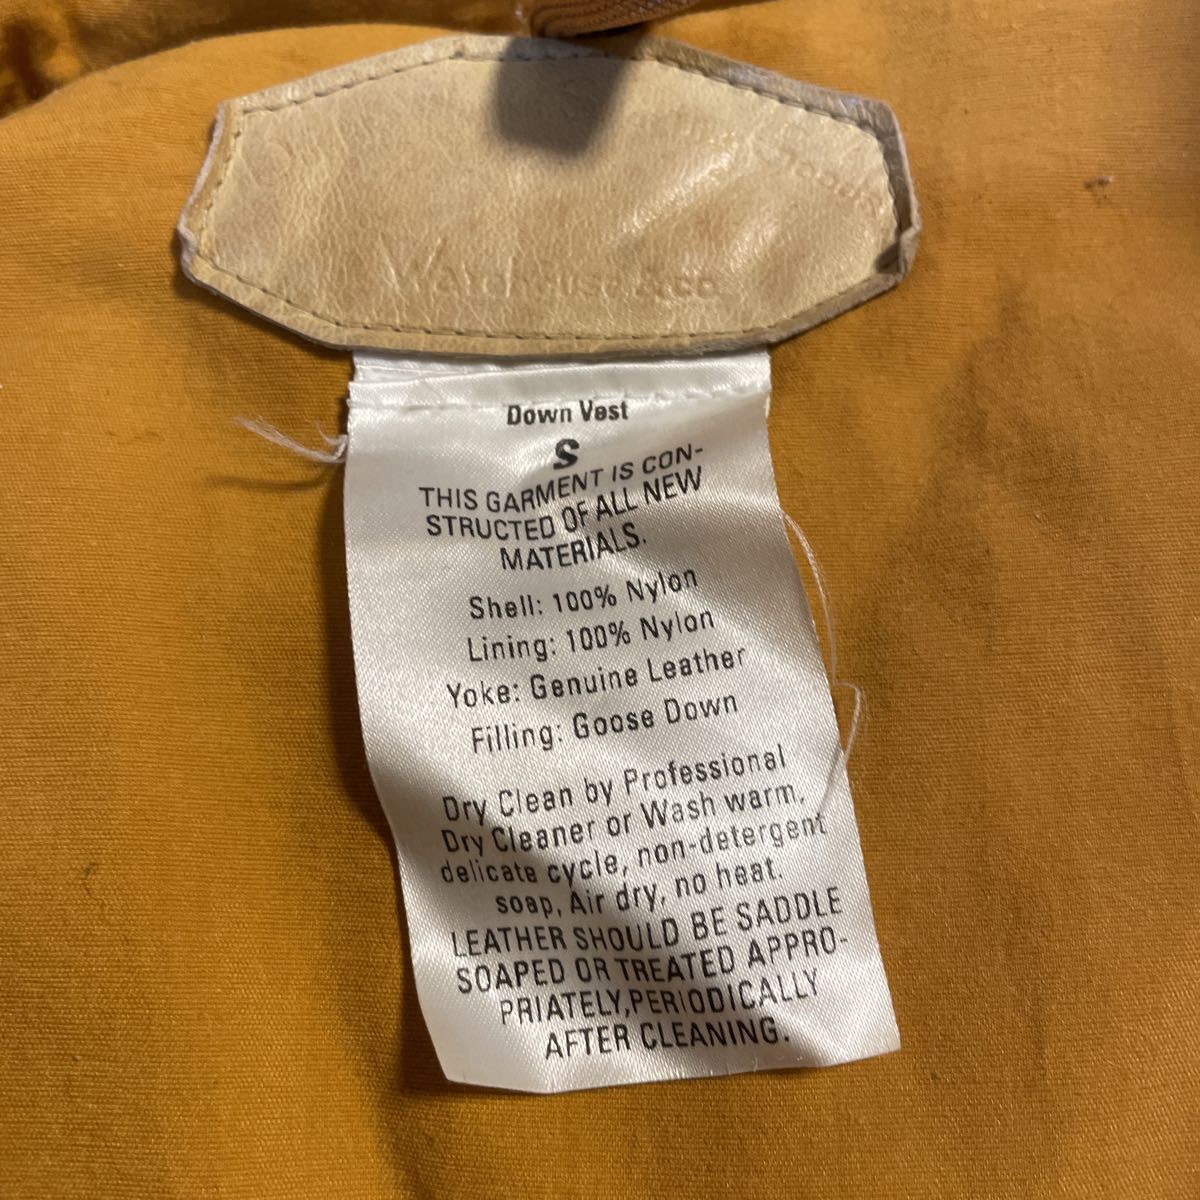 Warehouse & co.
Down Vest
S
THIS GARMENT IS CON-
STRUCTED OF ALL NEW
MATERIALS.
Shell: 100% Nylon
Lining: 100% Nylon
Yoke: Genuine Leather
Filling: Goose Down
Dry Clean by Professional
Dry Cleaner or Wash warm,
delicate cycle, non-detergent
soap, Air dry, no heat.
LEATHER SHOULD BE SADDLE
SOAPED OR TREATED APPRO-
PRIATELY,PERIODICALLY
AFTER CLEANING.